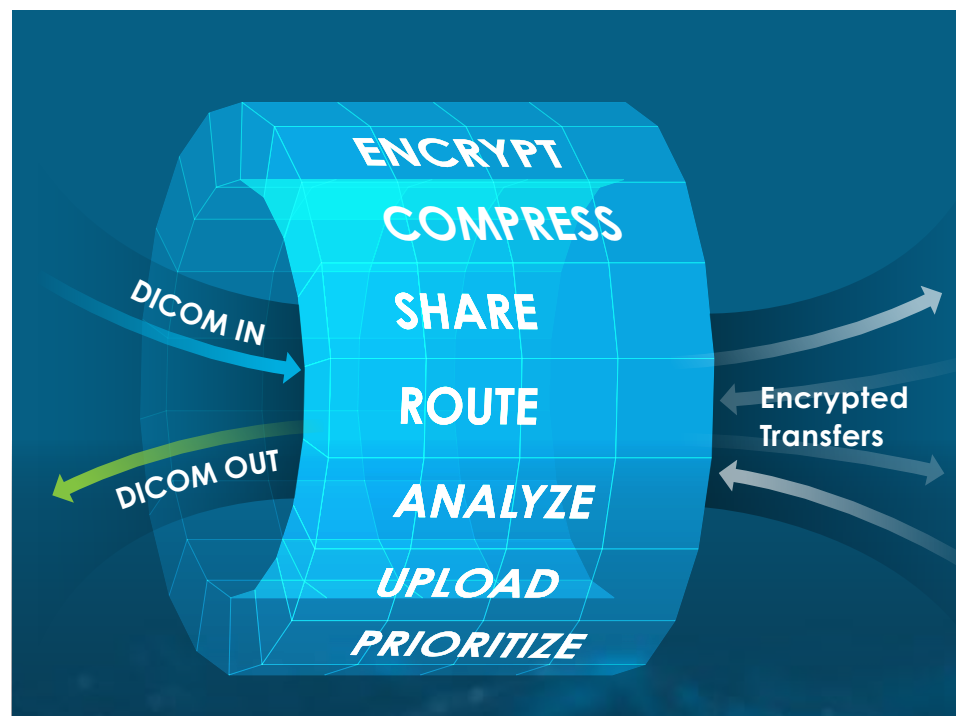 ENCRYPT
COMPRESS
SHARE
DICOM IN
ROUTE
Encrypted
Transfers
DICOM OUT
ANALYZE
UPLOAD
PRIORITIZE